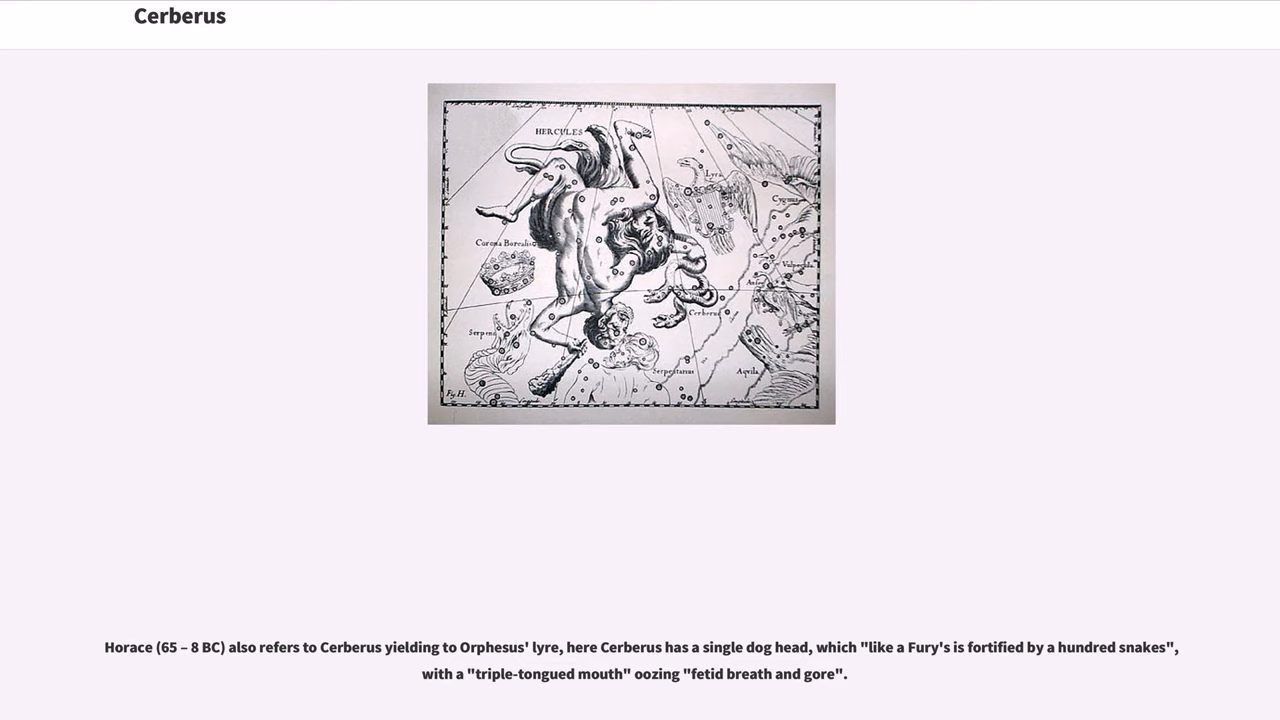 Cerberus
HERCULES
Lyra
Cygnus
Corona Borealis
Vulpecula
Anser
Cerberus
Serpens
Serpentarius
Aqvila
Fig. H.
Horace (65 – 8 BC) also refers to Cerberus yielding to Orphesus' lyre, here Cerberus has a single dog head, which "like a Fury's is fortified by a hundred snakes",
with a "triple-tongued mouth" oozing "fetid breath and gore".